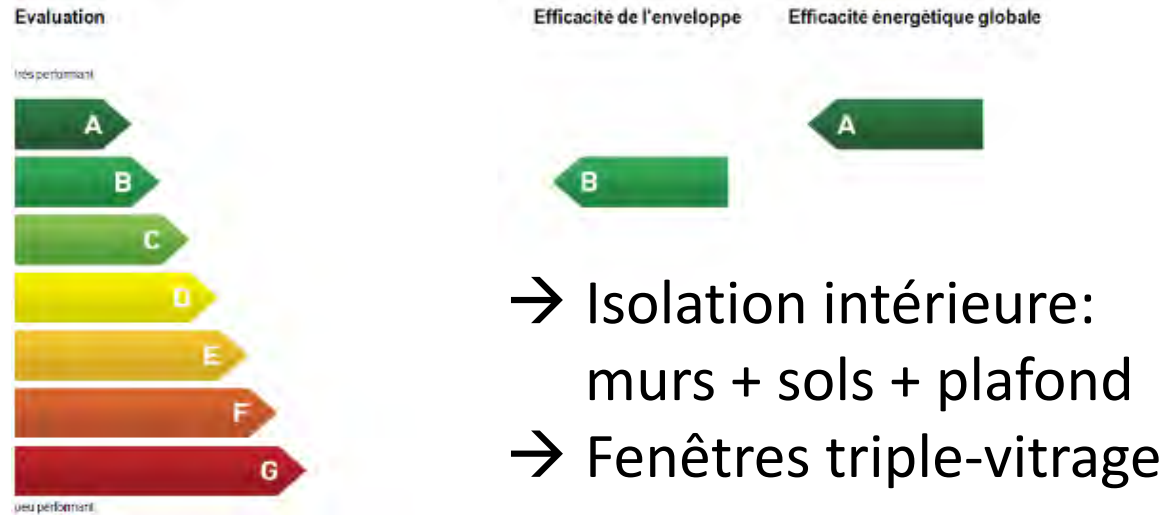 Evaluation
Efficacité de l'enveloppe
Efficacité énergétique globale
très performant
A
A
B
B
C
D
E
F
G
peu performant
→ Isolation intérieure:
murs + sols + plafond
→ Fenêtres triple-vitrage